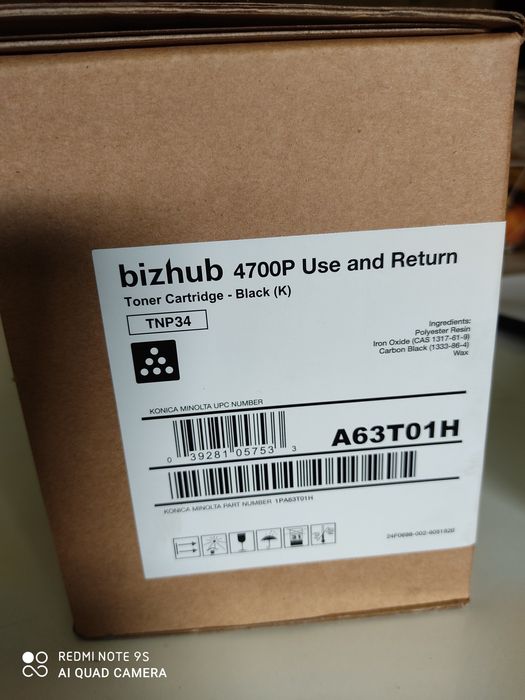 bizhub 4700P Use and Return
Toner Cartridge - Black (K)
TNP34
Ingredients:
Polyester Resin
Iron Oxide (CAS 1317-61-9)
Carbon Black (1333-86-4)
Wax
KONICA MINOLTA UPC NUMBER
0 39281 05753 3
A63T01H
KONICA MINOLTA PART NUMBER 1PA63T01H
REDMI NOTE 9S
AI QUAD CAMERA